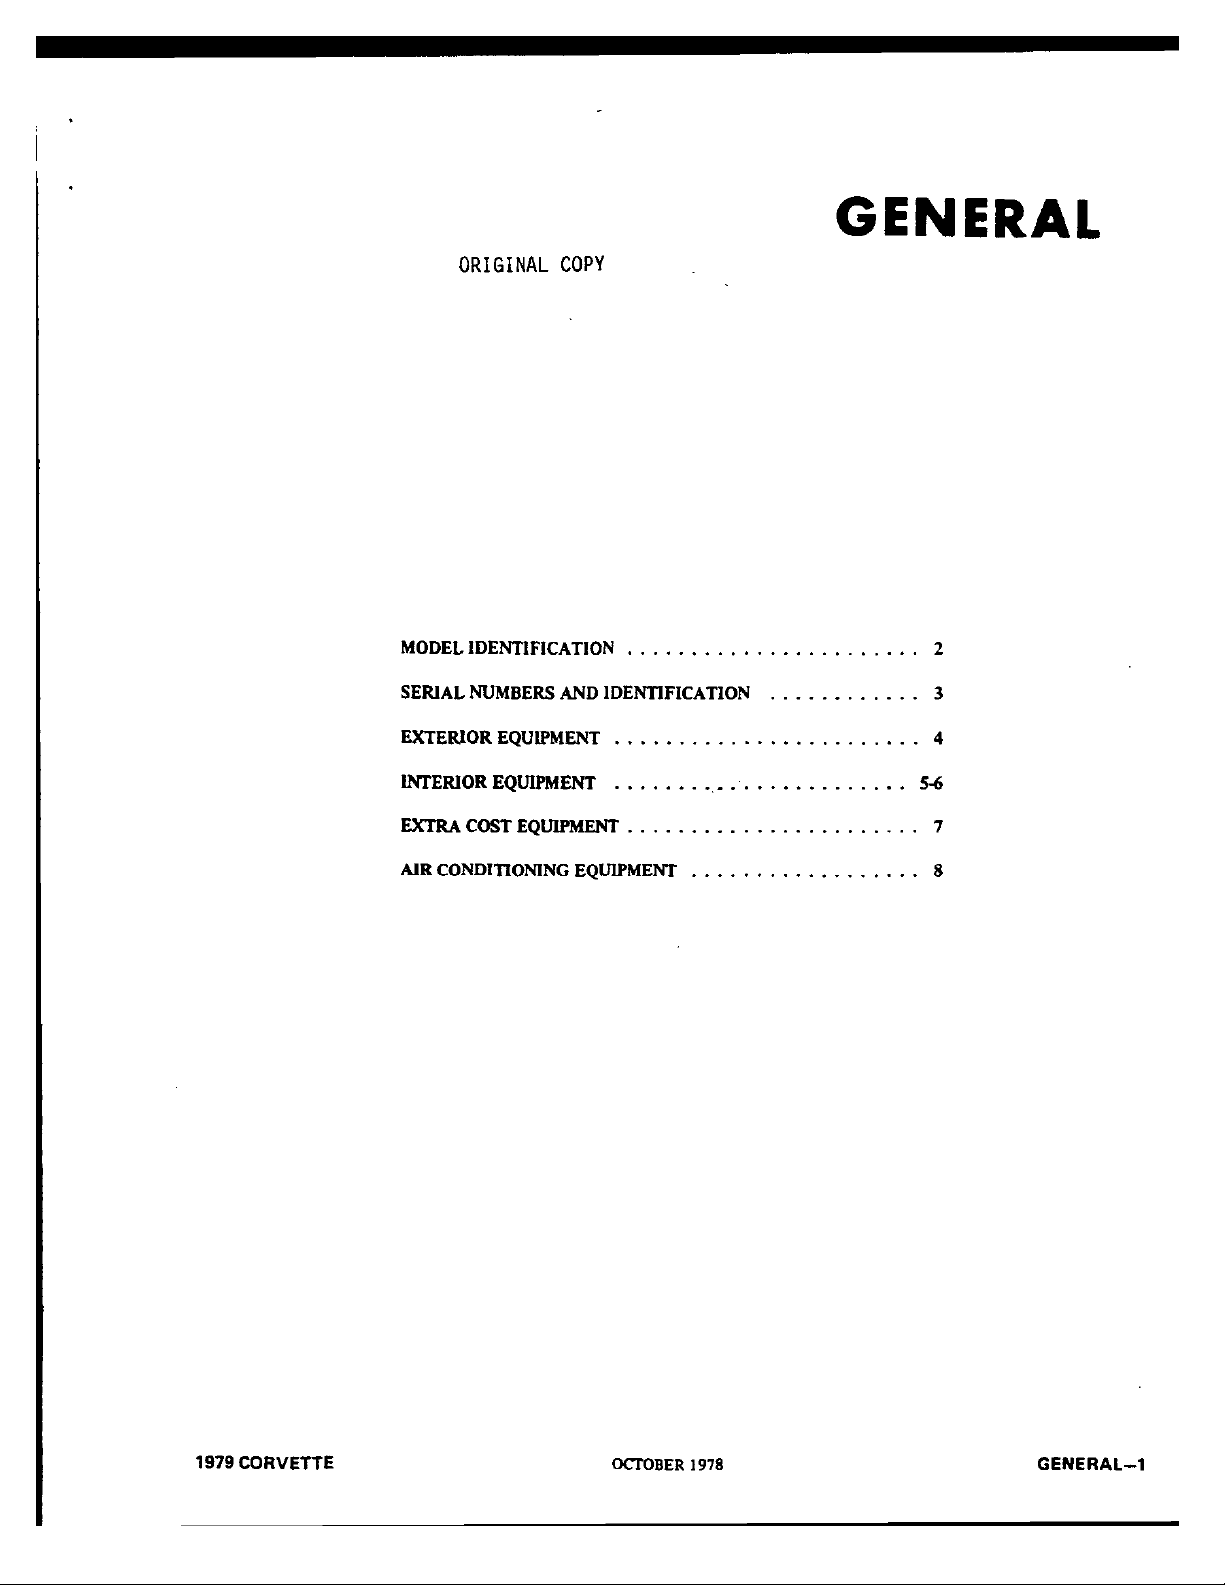 GENERAL
ORIGINAL COPY
MODEL IDENTIFICATION . . . . . . . . . . . . . . . . . . . . . . . 2
SERIAL NUMBERS AND IDENTIFICATION . . . . . . . . . . . . 3
EXTERIOR EQUIPMENT . . . . . . . . . . . . . . . . . . . . . . . . 4
INTERIOR EQUIPMENT . . . . . . . . . . . . . . . . . . . . . . . 5-6
EXTRA COST EQUIPMENT . . . . . . . . . . . . . . . . . . . . . . . 7
AIR CONDITIONING EQUIPMENT . . . . . . . . . . . . . . . . . . 8
1979 CORVETTE OCTOBER 1978 GENERAL—1